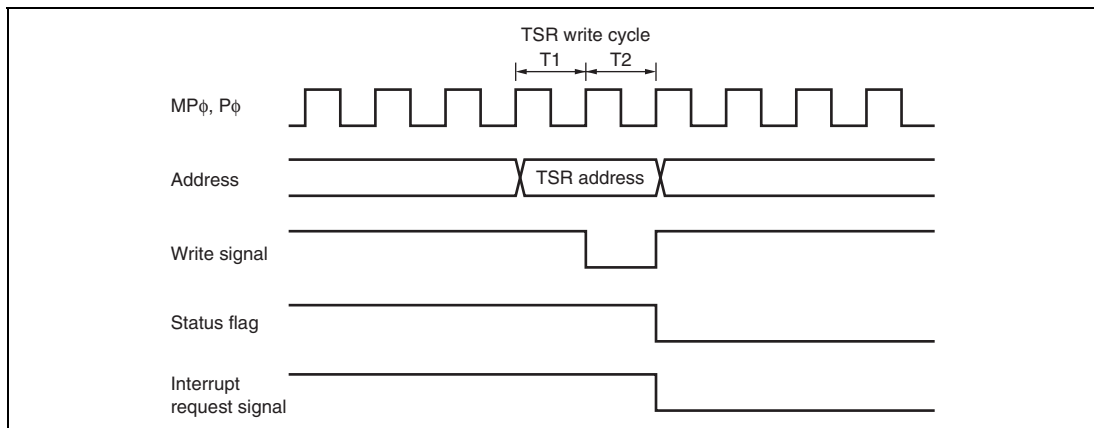 TSR write cycle
T1 T2
MPϕ, Pϕ
Address
TSR address
Write signal
Status flag
Interrupt
request signal